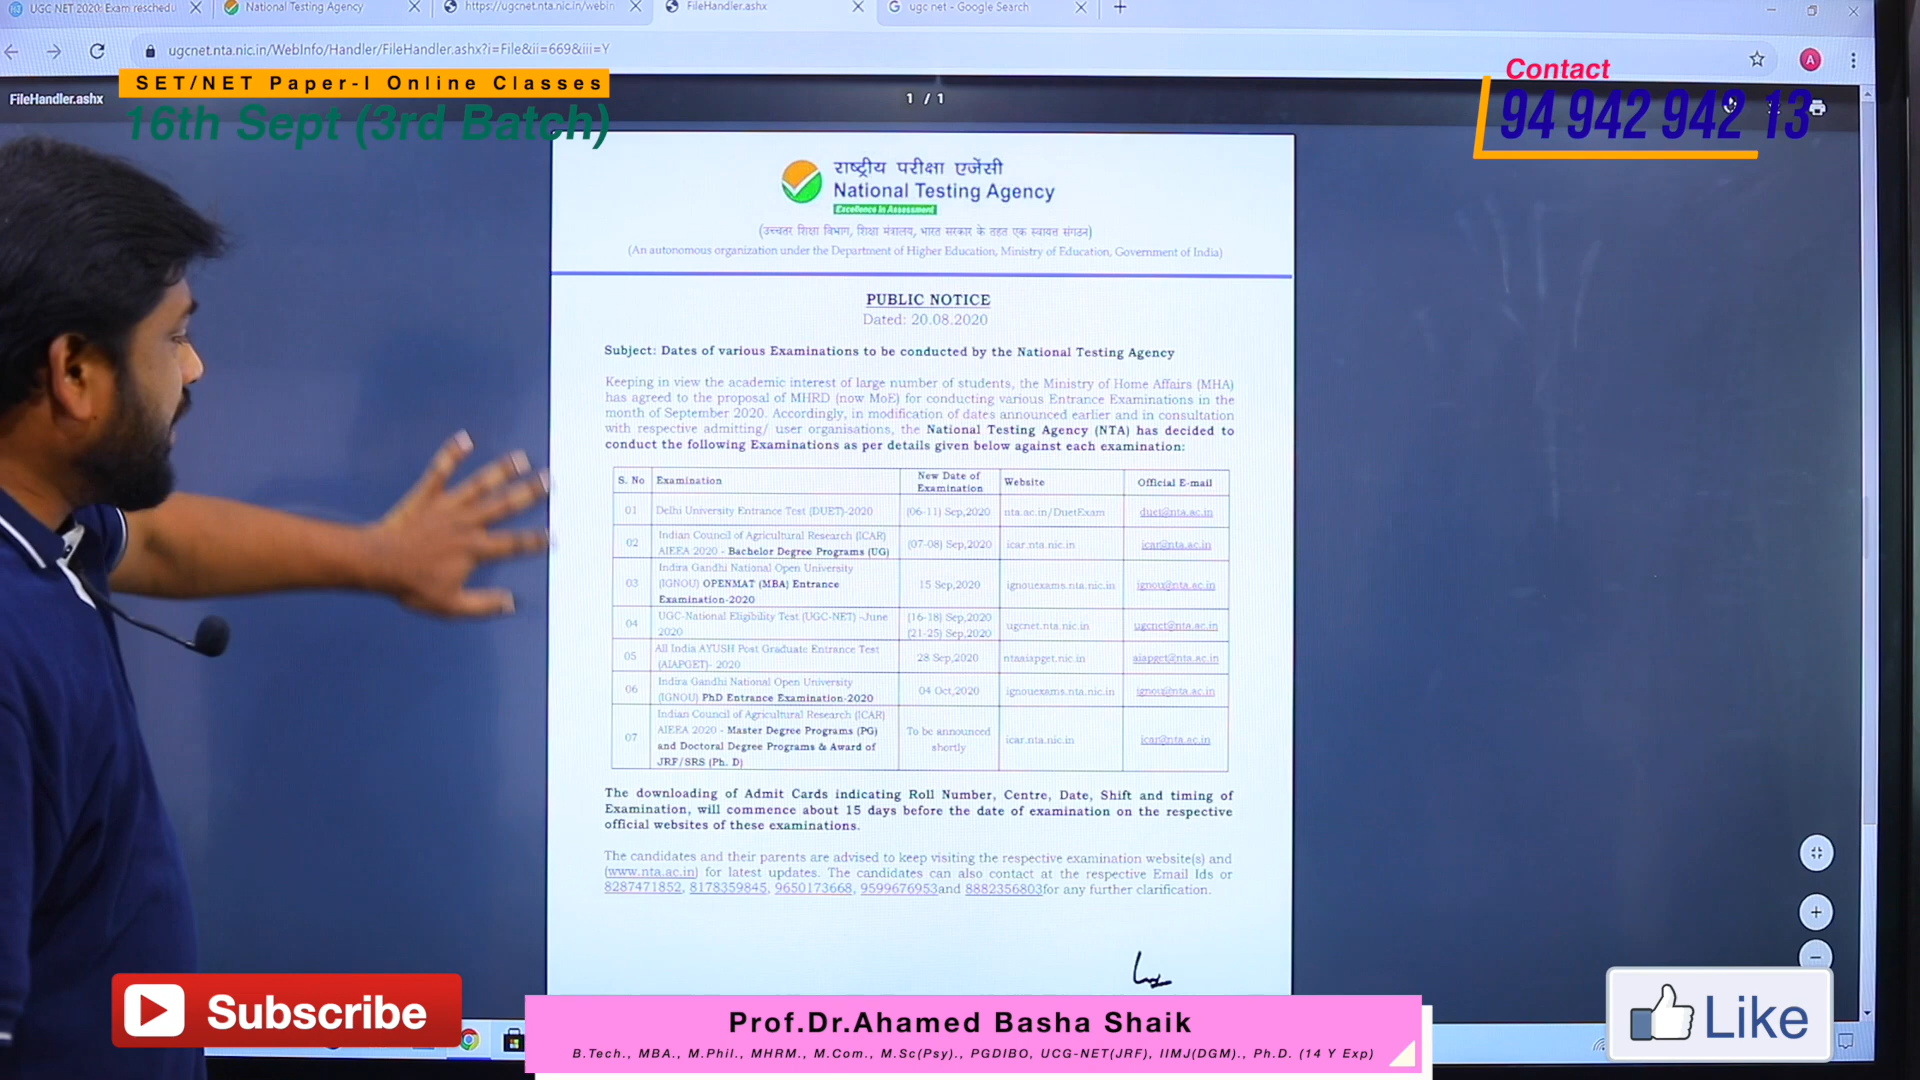 UGC NET 2020: Exam reschedu
National Testing Agency
https://ugcnet.nta.nic.in/webin
FileHandler.ashx
ugc net - Google Search
ugcnet.nta.nic.in/WebInfo/Handler/FileHandler.ashx?i=File&ii=669&iii=Y
A
SET/NET Paper-I Online Classes
16th Sept (3rd Batch)
Contact
94 942 942 13
FileHandler.ashx
1 / 1
राष्ट्रीय परीक्षा एजेंसी
National Testing Agency
Excellence in Assessment
(उच्चतर शिक्षा विभाग, शिक्षा मंत्रालय, भारत सरकार के तहत एक स्वायत्त संगठन)
(An autonomous organization under the Department of Higher Education, Ministry of Education, Government of India)
PUBLIC NOTICE
Dated: 20.08.2020
Subject: Dates of various Examinations to be conducted by the National Testing Agency
Keeping in view the academic interest of large number of students, the Ministry of Home Affairs (MHA)
has agreed to the proposal of MHRD (now MoE) for conducting various Entrance Examinations in the
month of September 2020. Accordingly, in modification of dates announced earlier and in consultation
with respective admitting/ user organisations, the National Testing Agency (NTA) has decided to
conduct the following Examinations as per details given below against each examination:
S. No Examination New Date of Examination Website Official E-mail
01 Delhi University Entrance Test (DUET)-2020 (06-11) Sep,2020 nta.ac.in/DuetExam duet@nta.ac.in
02 Indian Council of Agricultural Research (ICAR)
AIEEA 2020 - Bachelor Degree Programs (UG) (07-08) Sep,2020 icar.nta.nic.in icar@nta.ac.in
03 Indira Gandhi National Open University
(IGNOU) OPENMAT (MBA) Entrance
Examination-2020 15 Sep,2020 ignouexams.nta.nic.in ignou@nta.ac.in
04 UGC-National Eligibility Test (UGC-NET) -June
2020 (16-18) Sep,2020
(21-25) Sep,2020 ugcnet.nta.nic.in ugcnet@nta.ac.in
05 All India AYUSH Post Graduate Entrance Test
(AIAPGET)- 2020 28 Sep,2020 ntaaiapget.nic.in aiapget@nta.ac.in
06 Indira Gandhi National Open University
(IGNOU) PhD Entrance Examination-2020 04 Oct,2020 ignouexams.nta.nic.in ignou@nta.ac.in
07 Indian Council of Agricultural Research (ICAR)
AIEEA 2020 - Master Degree Programs (PG)
and Doctoral Degree Programs & Award of
JRF/SRS (Ph. D) To be announced
shortly icar.nta.nic.in icar@nta.ac.in
The downloading of Admit Cards indicating Roll Number, Centre, Date, Shift and timing of
Examination, will commence about 15 days before the date of examination on the respective
official websites of these examinations.
The candidates and their parents are advised to keep visiting the respective examination website(s) and
(www.nta.ac.in) for latest updates. The candidates can also contact at the respective Email Ids or
8287471852, 8178359845, 9650173668, 9599676953and 8882356803for any further clarification.
Subscribe
Prof.Dr.Ahamed Basha Shaik
B.Tech., MBA., M.Phil., MHRM., M.Com., M.Sc(Psy)., PGDIBO, UCG-NET(JRF), IIMJ(DGM)., Ph.D. (14 Y Exp)
Like